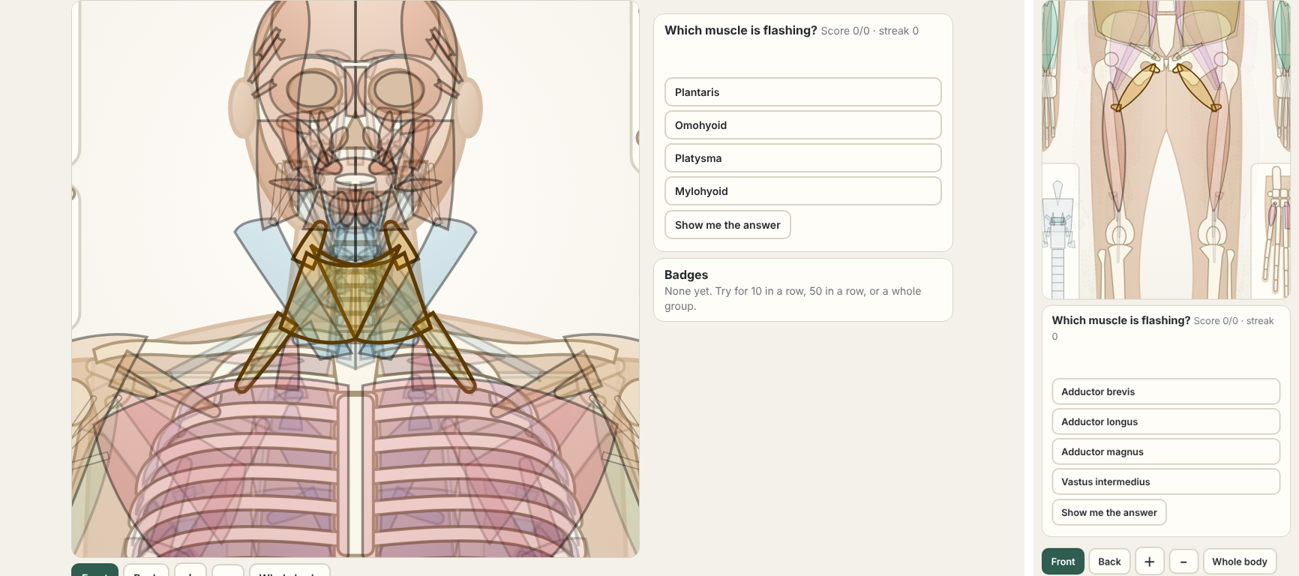 Which muscle is flashing? Score 0/0 · streak 0
Plantaris
Omohyoid
Platysma
Mylohyoid
Show me the answer
Badges
None yet. Try for 10 in a row, 50 in a row, or a whole
group.
Which muscle is flashing? Score 0/0 · streak
0
Adductor brevis
Adductor longus
Adductor magnus
Vastus intermedius
Show me the answer
Front
Back
+
-
Whole body